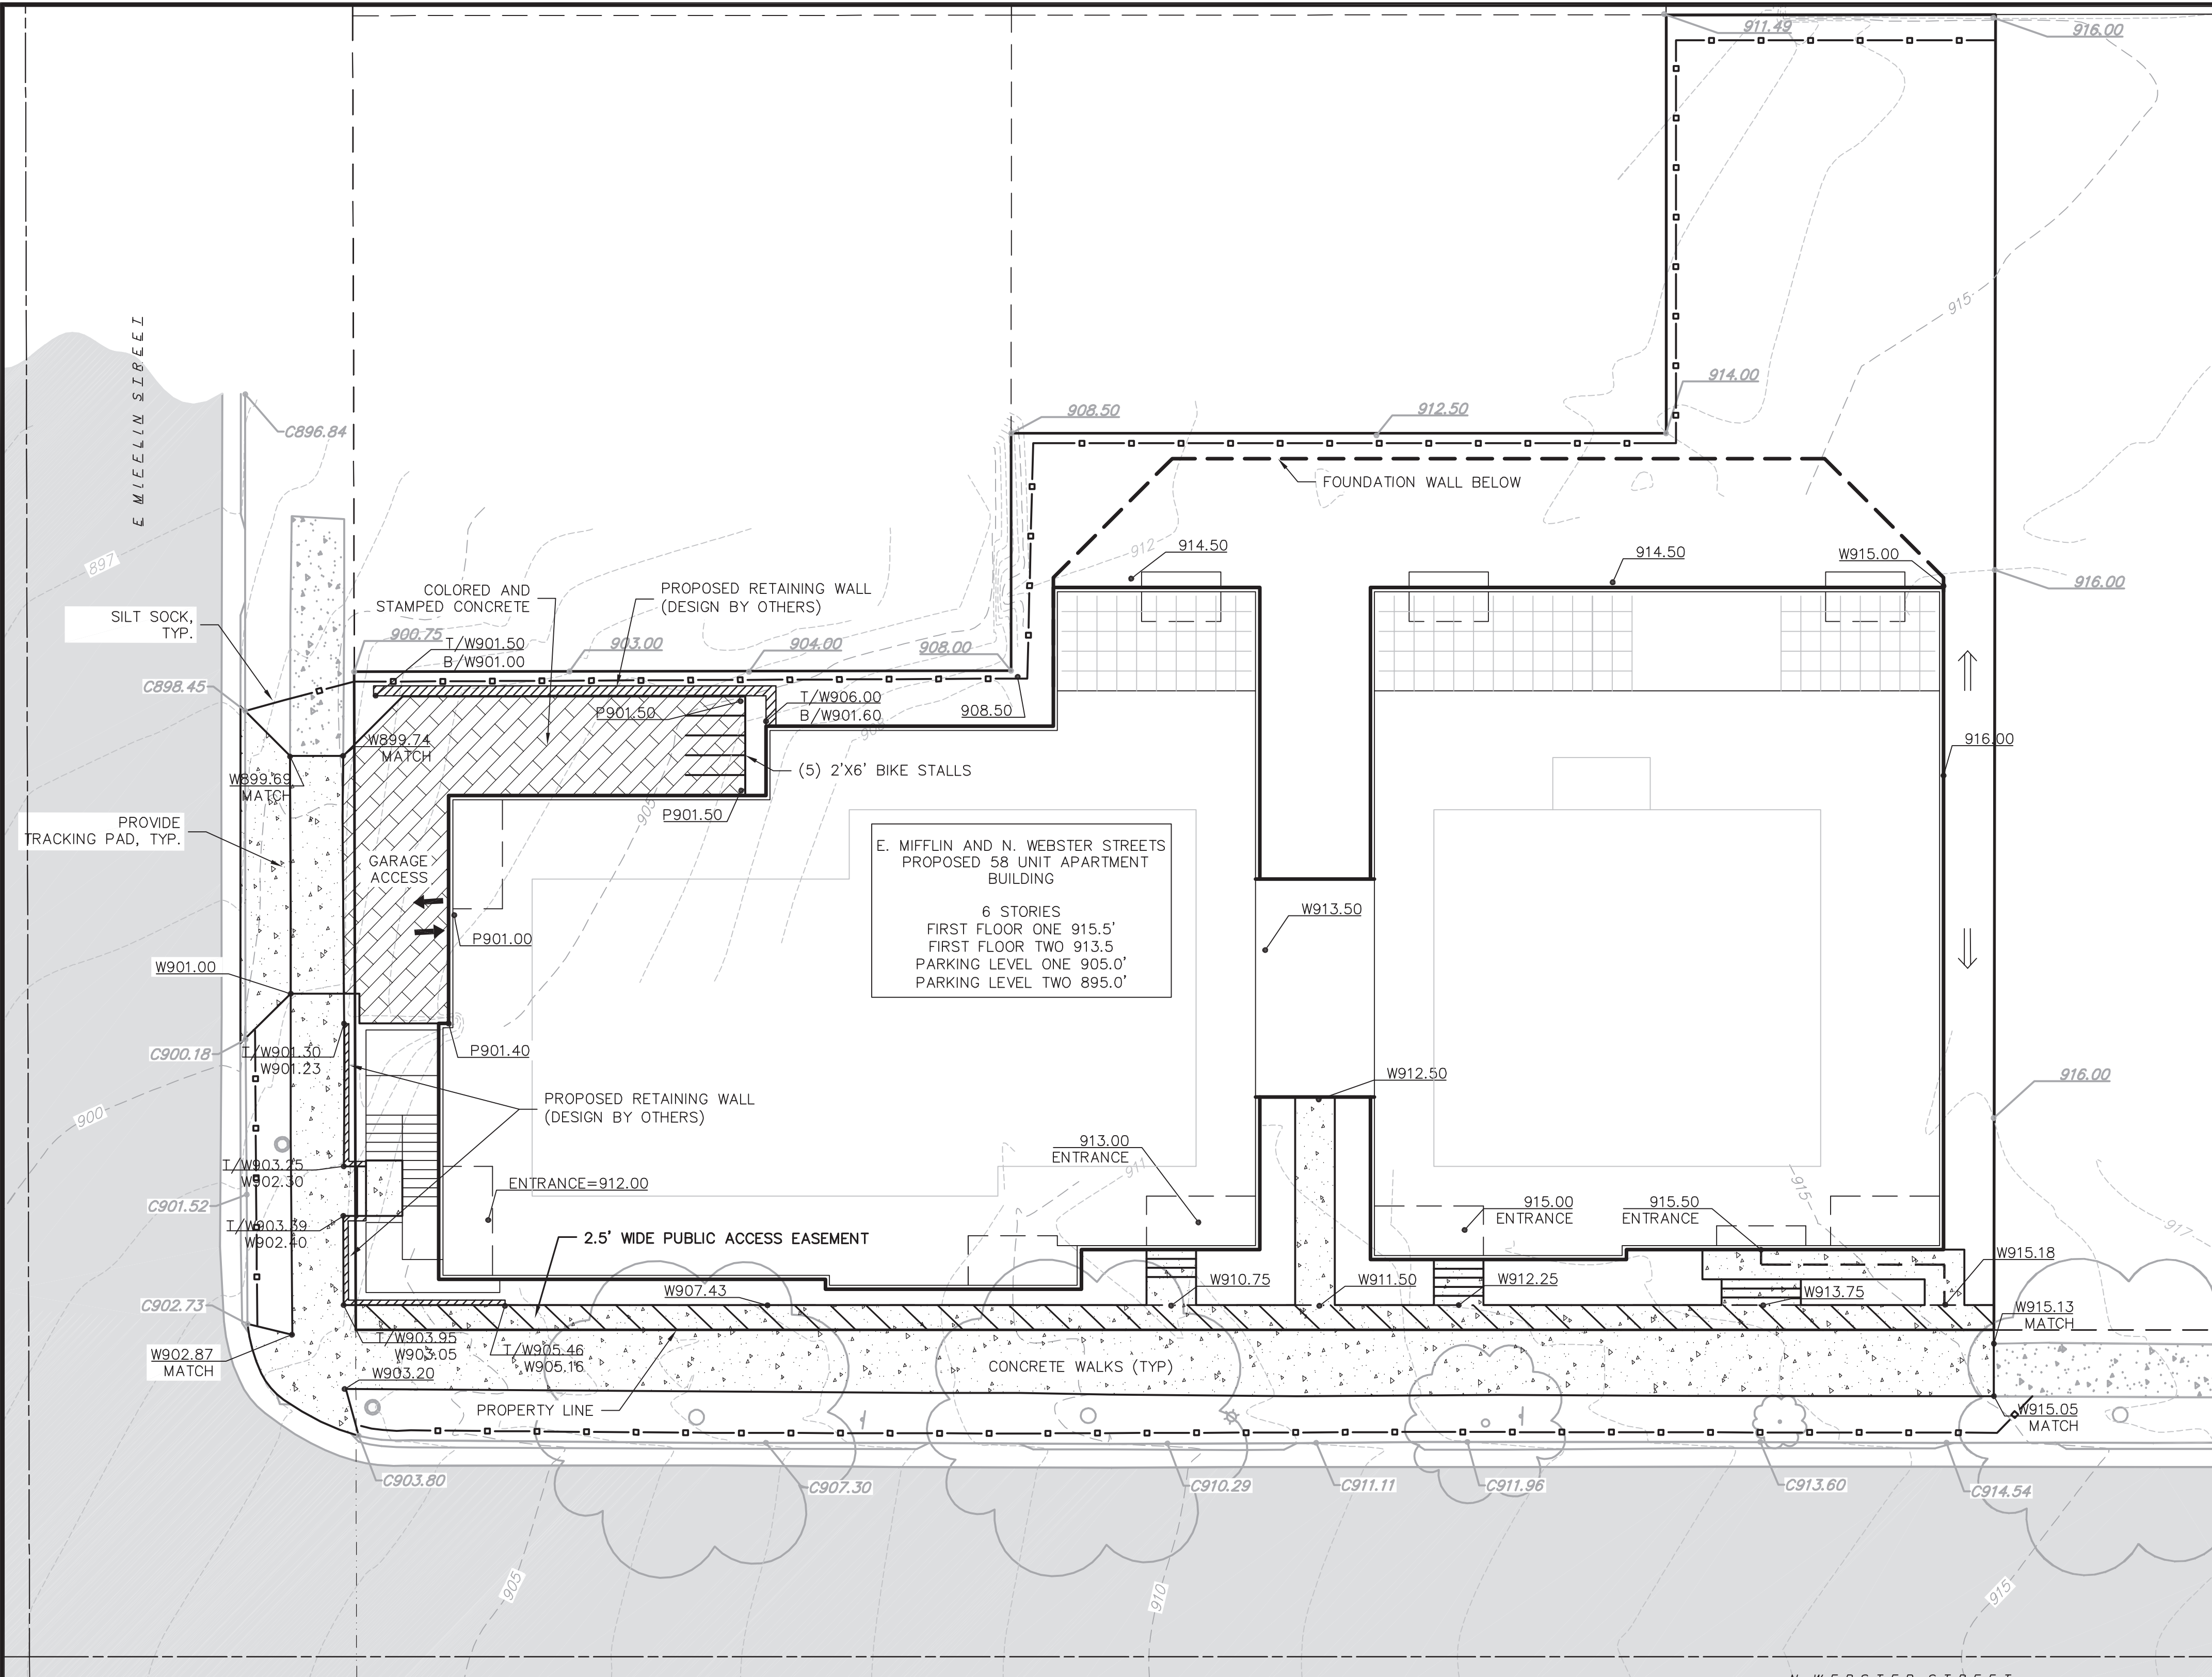 911.49
916.00
E MIFFLIN STREET
C896.84
908.50
912.50
914.00
915
FOUNDATION WALL BELOW
897
912
914.50
914.50
W915.00
916.00
COLORED AND
STAMPED CONCRETE
PROPOSED RETAINING WALL
(DESIGN BY OTHERS)
SILT SOCK,
TYP.
900.75
T/W901.50
B/W901.00
903.00
904.00
908.00
C898.45
P901.50
T/W906.00
B/W901.60
908.50
W899.74
MATCH
916.00
W899.69
MATCH
(5) 2'X6' BIKE STALLS
905
P901.50
PROVIDE
TRACKING PAD, TYP.
GARAGE
ACCESS
E. MIFFLIN AND N. WEBSTER STREETS
PROPOSED 58 UNIT APARTMENT
BUILDING
6 STORIES
FIRST FLOOR ONE 915.5'
FIRST FLOOR TWO 913.5
PARKING LEVEL ONE 905.0'
PARKING LEVEL TWO 895.0'
W913.50
P901.00
W901.00
C900.18
T/W901.30
W901.23
P901.40
W912.50
916.00
PROPOSED RETAINING WALL
(DESIGN BY OTHERS)
900
913.00
ENTRANCE
911
T/W903.25
W902.30
ENTRANCE=912.00
915
C901.52
915.00
ENTRANCE
915.50
ENTRANCE
T/W903.39
W902.40
917
2.5' WIDE PUBLIC ACCESS EASEMENT
W915.18
W910.75
W911.50
W912.25
W907.43
W913.75
C902.73
W915.13
MATCH
T/W903.95
W903.05
T/W905.46
W905.16
W902.87
MATCH
CONCRETE WALKS (TYP)
W903.20
PROPERTY LINE
W915.05
MATCH
C903.80
C907.30
C910.29
C911.11
C911.96
C913.60
C914.54
905
910
915